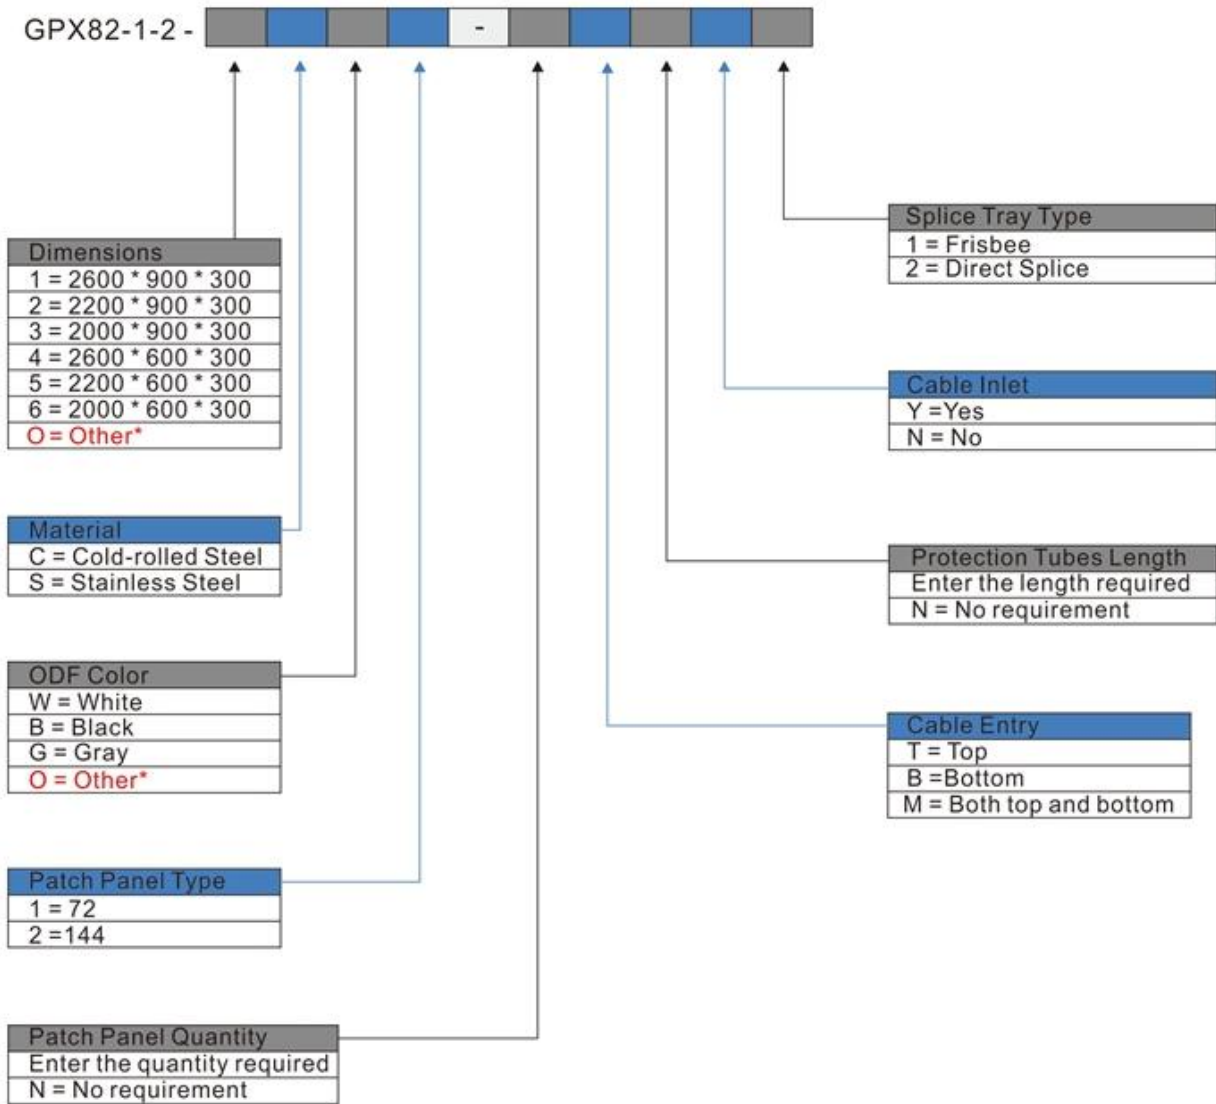 GPX82-1-2 -
-
Dimensions
1 = 2600 * 900 * 300
2 = 2200 * 900 * 300
3 = 2000 * 900 * 300
4 = 2600 * 600 * 300
5 = 2200 * 600 * 300
6 = 2000 * 600 * 300
O = Other*
Material
C = Cold-rolled Steel
S = Stainless Steel
ODF Color
W = White
B = Black
G = Gray
O = Other*
Patch Panel Type
1 = 72
2 =144
Patch Panel Quantity
Enter the quantity required
N = No requirement
Splice Tray Type
1 = Frisbee
2 = Direct Splice
Cable Inlet
Y =Yes
N = No
Protection Tubes Length
Enter the length required
N = No requirement
Cable Entry
T = Top
B =Bottom
M = Both top and bottom